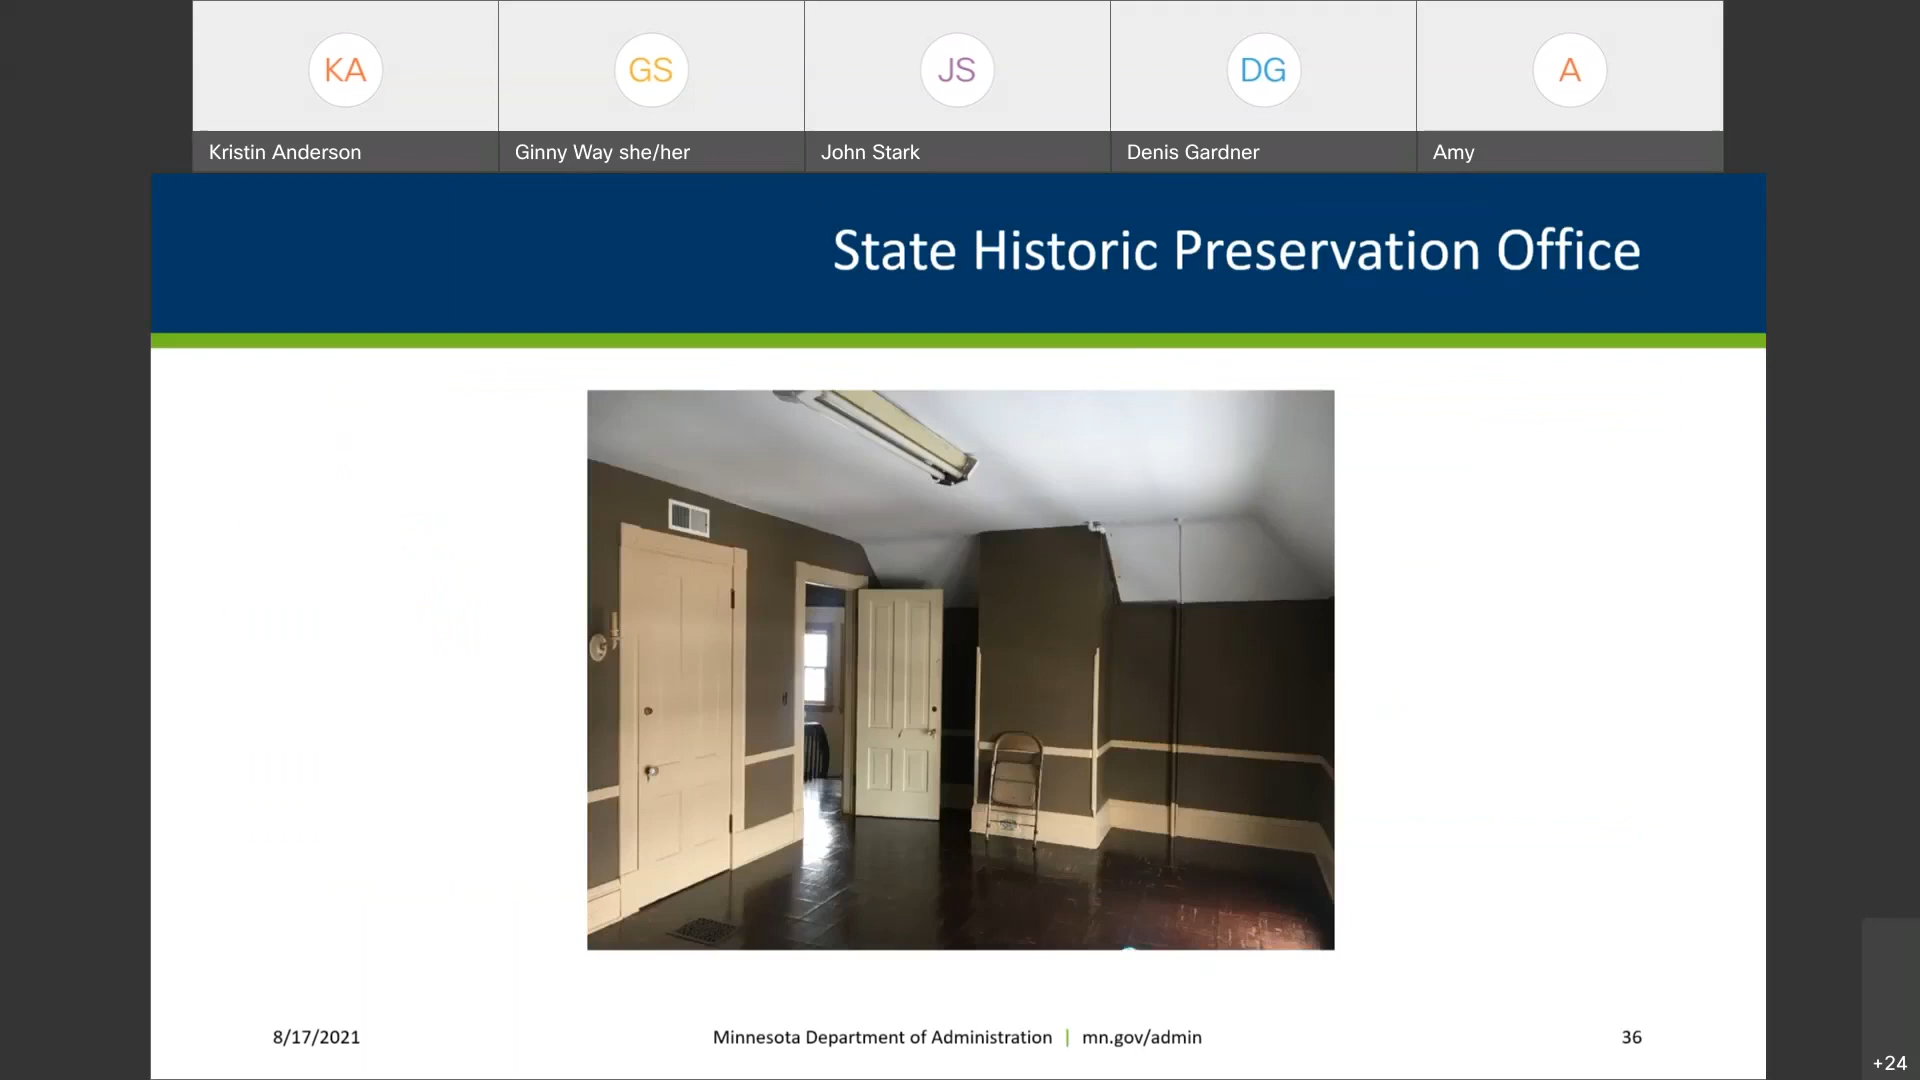 KA
GS
JS
DG
A
Kristin Anderson
Ginny Way she/her
John Stark
Denis Gardner
Amy
State Historic Preservation Office
8/17/2021
Minnesota Department of Administration | mn.gov/admin
36
+24